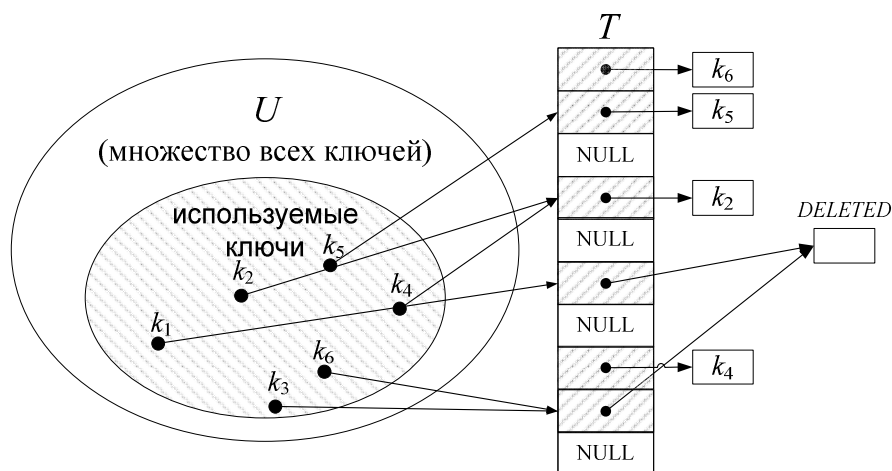 T
U
(множество всех ключей)
используемые
ключи
k5
k2
k4
k1
k6
k3
k6
k5
NULL
k2
NULL
NULL
k4
NULL
DELETED